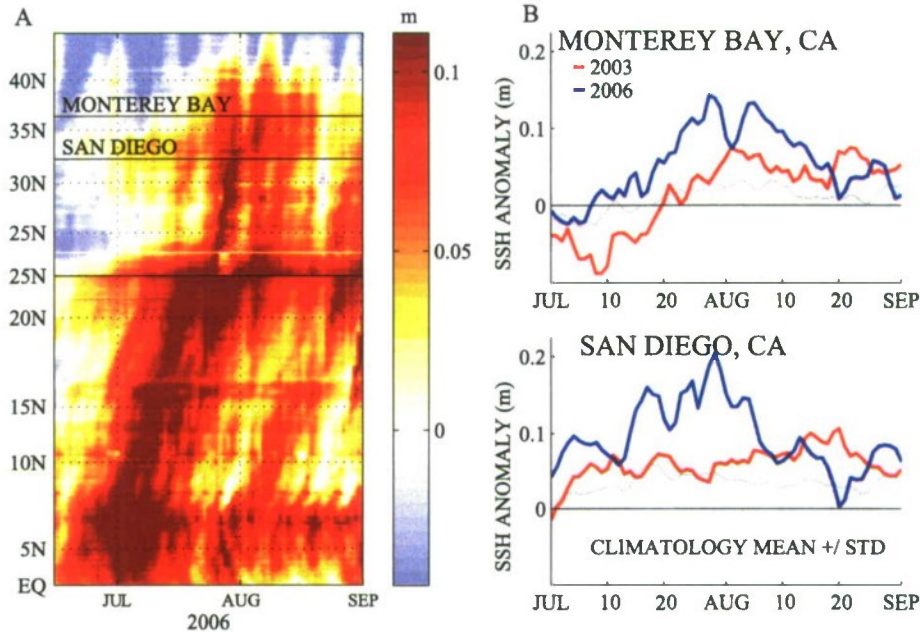 A
m
40N
MONTEREY BAY
35N
SAN DIEGO
30N
25N
25N
20N
15N
10N
5N
EQ
JUL
AUG
SEP
2006
0.1
0.05
0
B
MONTEREY BAY, CA
2003
2006
SSH ANOMALY (m)
0.2
0.1
0
JUL
10
20
AUG
10
20
SEP
SAN DIEGO, CA
SSH ANOMALY (m)
0.2
0.1
0
CLIMATOLOGY MEAN +/ STD
JUL
10
20
AUG
10
20
SEP